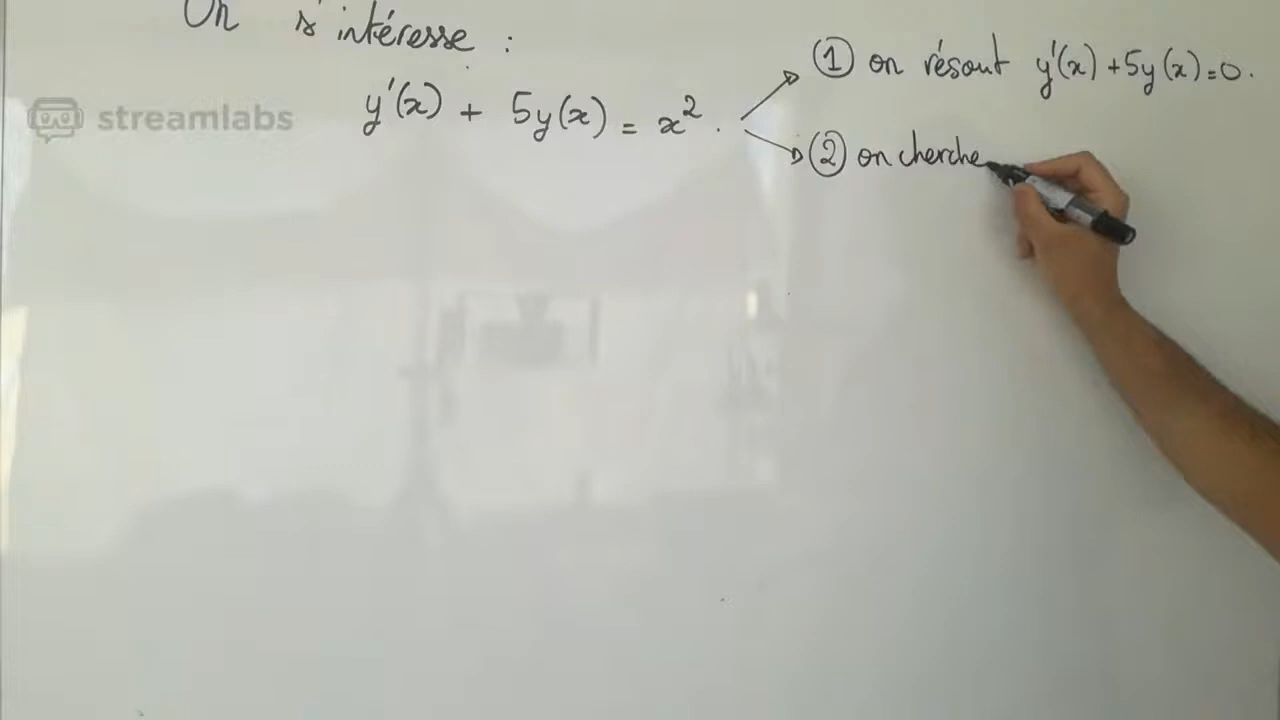 On s'intéresse :
y'(x) + 5y(x) = x².
① on résout y'(x) + 5y(x) = 0.
② on cherche
streamlabs